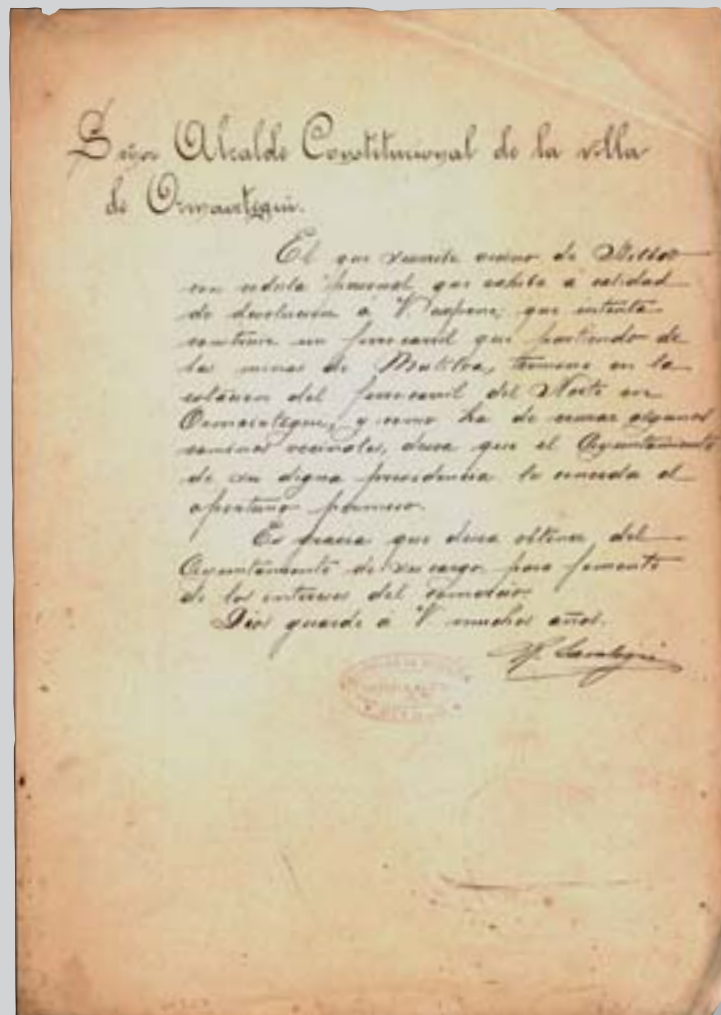 Señor Alcalde Constitucional de la villa
de Ormaiztegui.
El que suscribe vecino de Bilbao
con cedula personal que exhibe a calidad
de devolucion á V. expone; que intenta
construir un ferrocarril que partiendo de
las minas de Mutiloa, termine en la
estacion del ferrocarril del Norte en
Ormaiztegui, y como ha de cruzar algunos
caminos vecinales, desea que el Ayuntamiento
de su digna presidencia le conceda el
oportuno permiso.
Es gracia que desea obtener del
Ayuntamiento de su cargo para fomento
de los intereses del comercio.
Dios guarde a V muchos años.